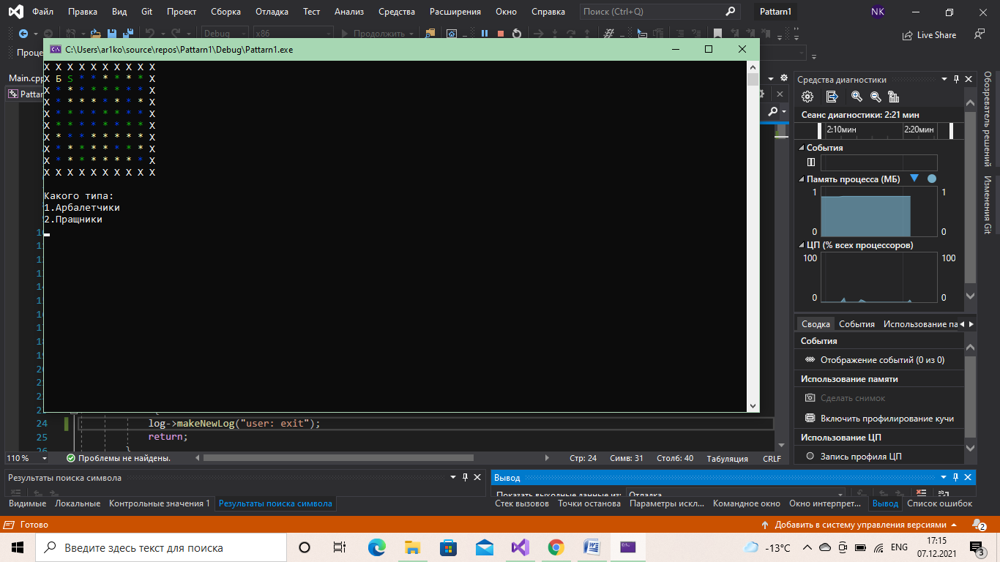 Файл Правка Вид Git Проект Сборка Отладка Тест Анализ Средства Расширения Окно Справка Поиск (Ctrl+Q) Pattarn1 NK
Debug x86 Продолжить Live Share
Проце
C:\Users\ar1ko\source\repos\Pattarn1\Debug\Pattarn1.exe
Main.cpp
Pattar
X X X X X X X X X X
X Б S * * * * * * X
X * * * * * * * * X
X * * * * * * * * X
X * * * * * * * * X
X * * * * * * * * X
X * * * * * * * * X
X * * * * * * * * X
X * * * * * * * * X
X X X X X X X X X X
Какого типа:
1.Арбалетчики
2.Пращники
24 log->makeNewLog("user: exit");
25 return;
26 }
110 % Проблемы не найдены. Стр: 24 Симв: 31 Столб: 40 Табуляция CRLF
Средства диагностики
Сеанс диагностики: 2:21 мин
2:10мин 2:20мин
События
Память процесса (МБ)
1 1
0 0
ЦП (% всех процессоров)
100 100
0 0
Сводка События Использование па
События
Отображение событий (0 из 0)
Использование памяти
Сделать снимок
Включить профилирование кучи
Использование ЦП
Запись профиля ЦП
Обозреватель решений
Изменения Git
Результаты поиска символа
Вывод
Показать выходные данные из: Отладка
Видимые Локальные Контрольные значения 1 Результаты поиска символа
Стек вызовов Точки останова Параметры искл... Командное окно Окно интерпрет... Вывод Список ошибок
Готово Добавить в систему управления версиями 2
Введите здесь текст для поиска
-13°C ENG 17:15
07.12.2021 3